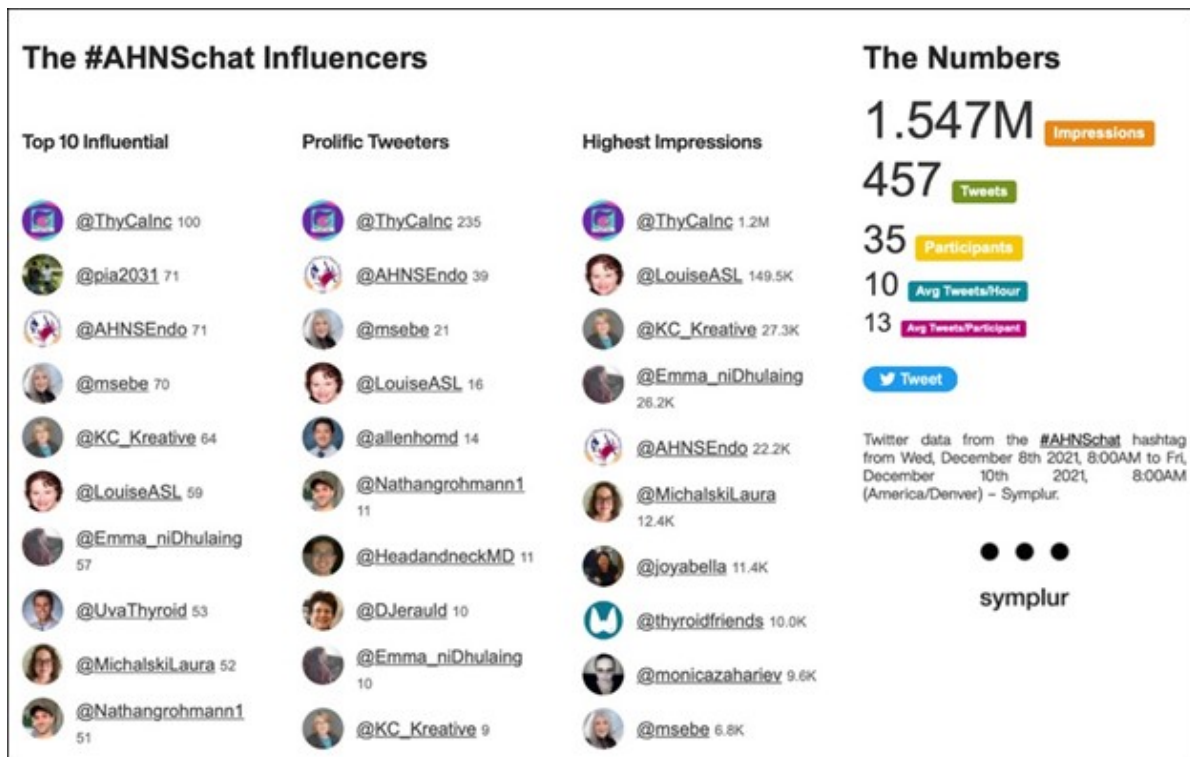 The #AHNSchat Influencers
Top 10 Influential
@ThyCaInc 100
@pia2031 71
@AHNSEndo 71
@msebe 70
@KC_Kreative 64
@LouiseASL 59
@Emma_niDhulaing
57
@UvaThyroid 53
@MichalskiLaura 52
@Nathangrohmann1
51
Prolific Tweeters
@ThyCaInc 235
@AHNSEndo 39
@msebe 21
@LouiseASL 16
@allenhomd 14
@Nathangrohmann1
11
@HeadandneckMD 11
@DJerauld 10
@Emma_niDhulaing
10
@KC_Kreative 9
Highest Impressions
@ThyCaInc 1.2M
@LouiseASL 149.5K
@KC_Kreative 27.3K
@Emma_niDhulaing
26.2K
@AHNSEndo 22.2K
@MichalskiLaura
12.4K
@joyabella 11.4K
@thyroidfriends 10.0K
@monicazahariev 9.6K
@msebe 6.8K
The Numbers
1.547M Impressions
457 Tweets
35 Participants
10 Avg Tweets/Hour
13 Avg Tweets/Participant
Tweet
Twitter data from the #AHNSchat hashtag
from Wed, December 8th 2021, 8:00AM to Fri,
December 10th 2021, 8:00AM
(America/Denver) – Symplur.
symplur